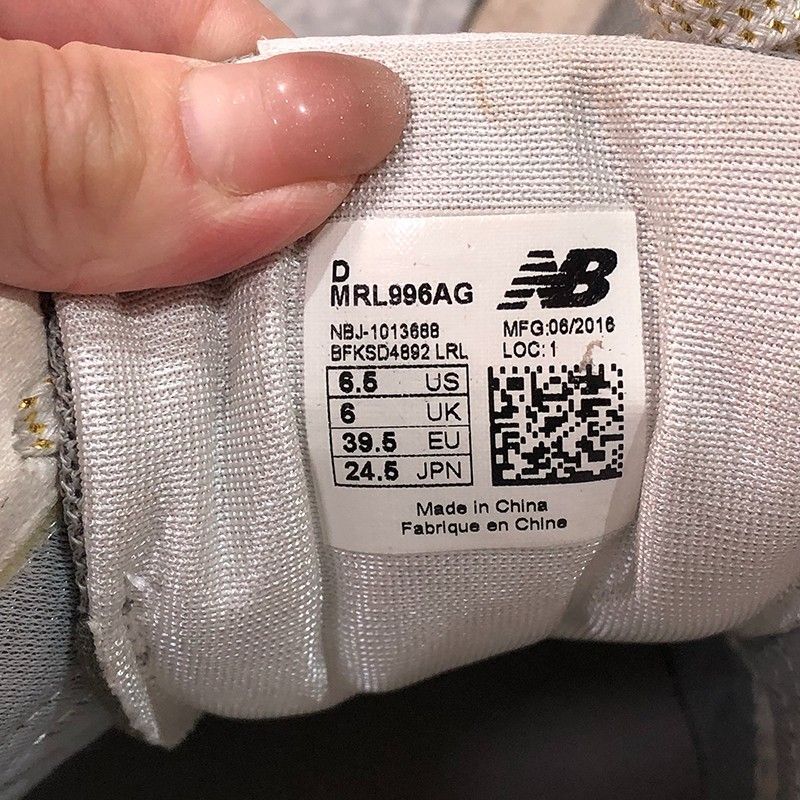 D
MRL996AG
NB
NBJ-1013688
MFG:06/2016
BFKSD4892 LRL
LOC:1
6.5 US
6 UK
39.5 EU
24.5 JPN
Made in China
Fabrique en Chine